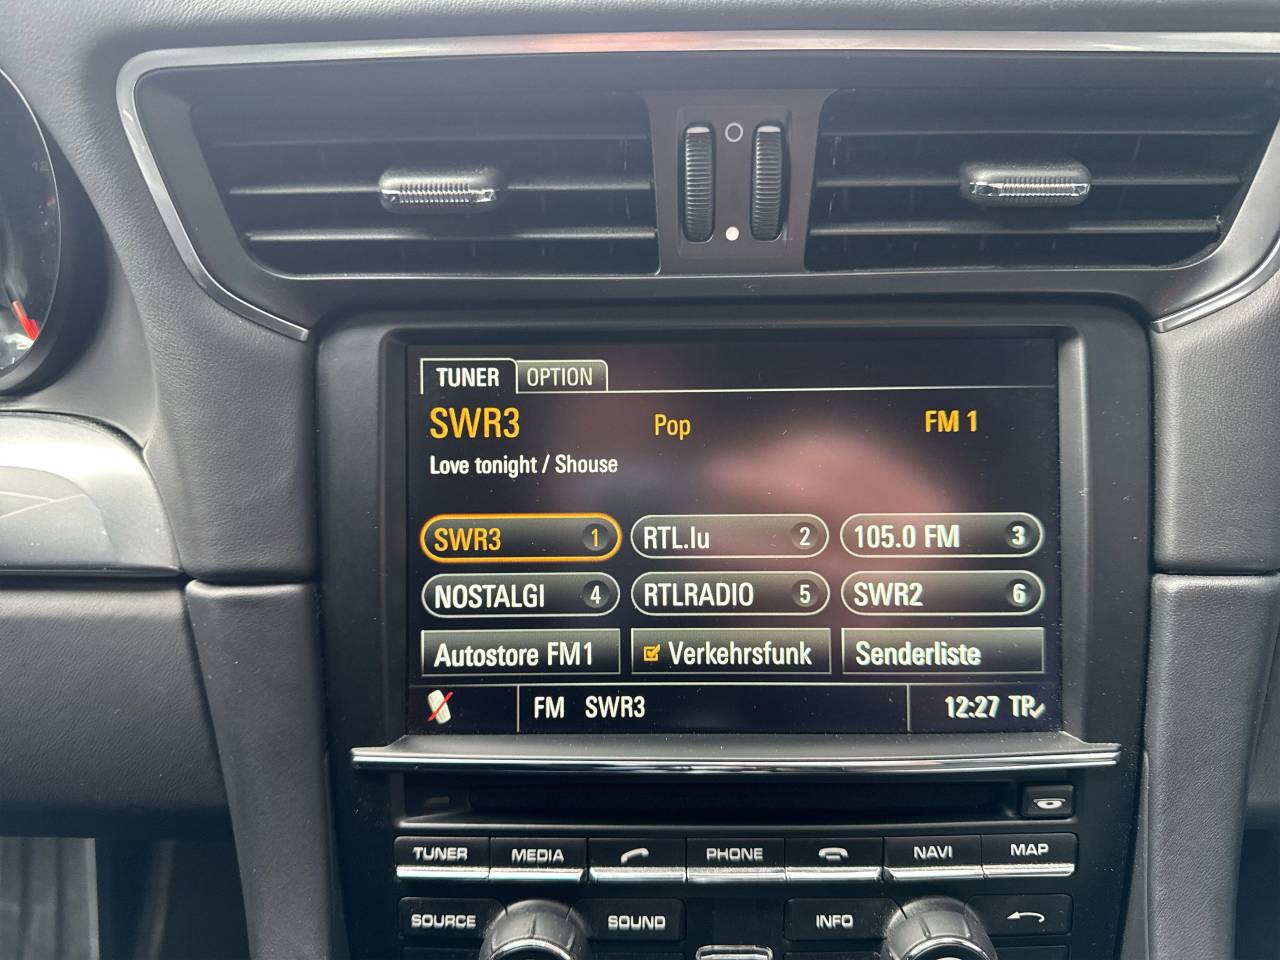 TUNER OPTION
SWR3 Pop FM 1
Love tonight / Shouse
SWR3 1 RTL.lu 2 105.0 FM 3
NOSTALGI 4 RTLRADIO 5 SWR2 6
Autostore FM1 Verkehrsfunk Senderliste
FM SWR3 12:27 TP
TUNER MEDIA PHONE NAVI MAP
SOURCE SOUND INFO